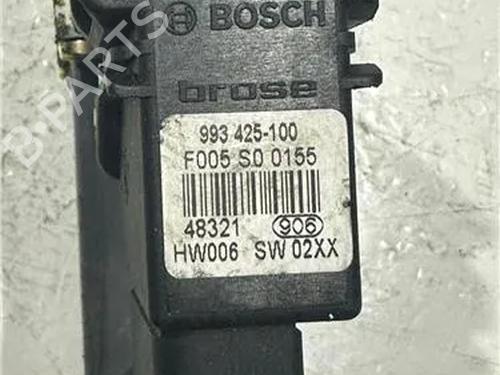 BOSCH
brose
993 425-100
F005 S0 0155
48321 906
HW006 SW 02XX
B-PARTS